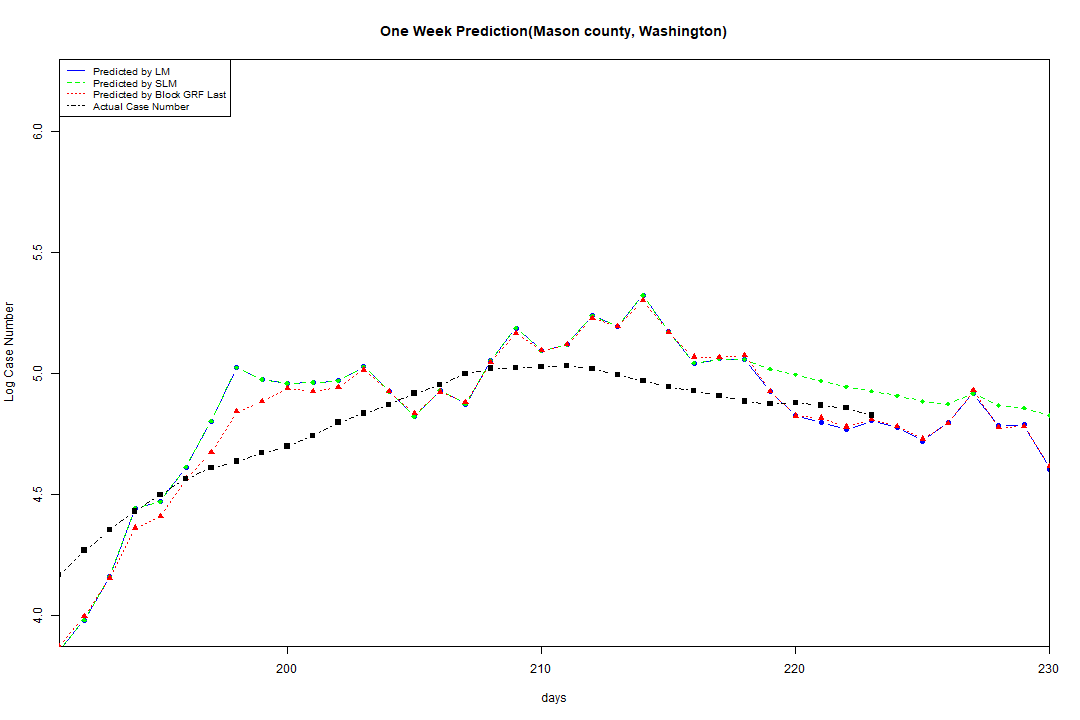 One Week Prediction(Mason county, Washington)
Predicted by LM
Predicted by SLM
Predicted by Block GRF Last
Actual Case Number
6.0
5.5
5.0
4.5
4.0
Log Case Number
200
210
220
230
days